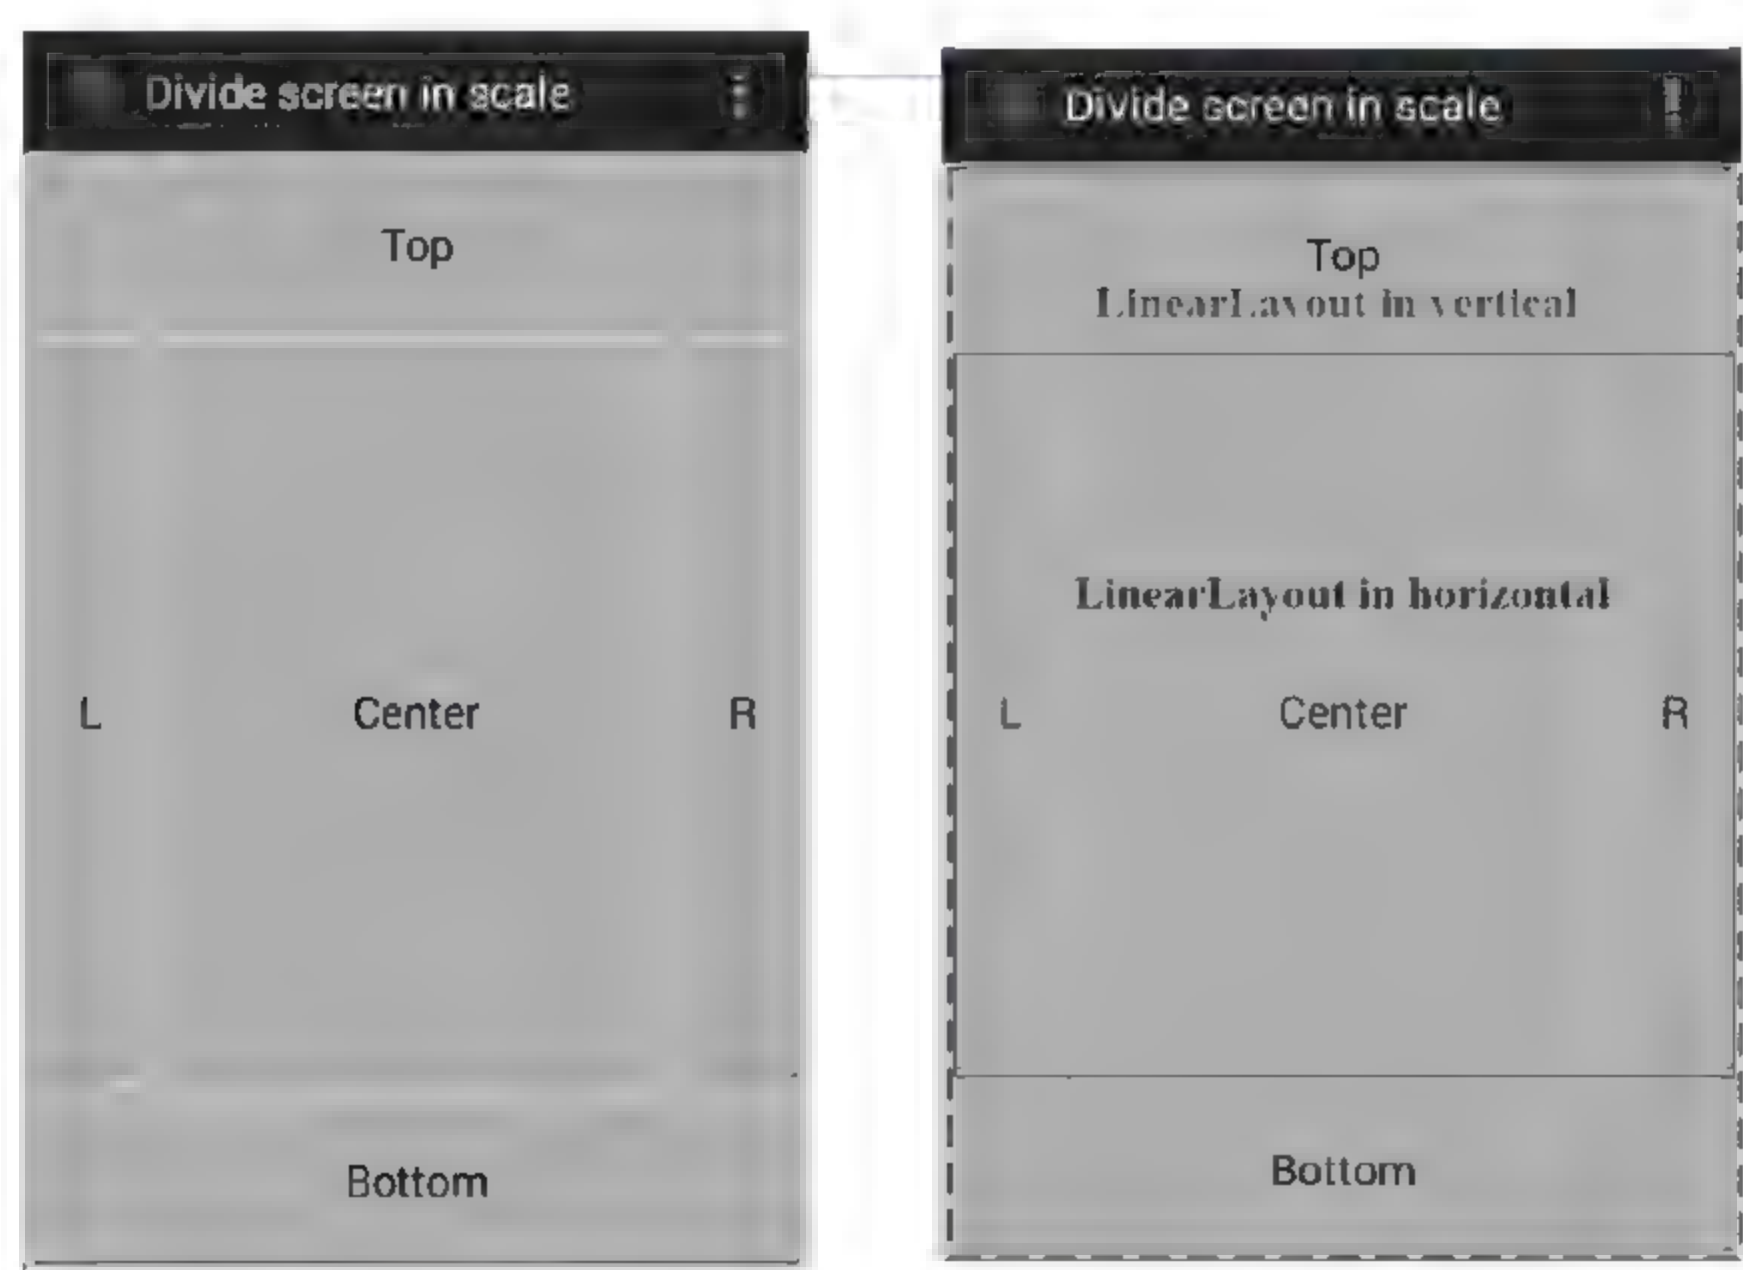 Divide screen in scale
Top
L Center R
Bottom
Divide screen in scale
Top
LinearLayout in vertical
LinearLayout in horizontal
L Center R
Bottom